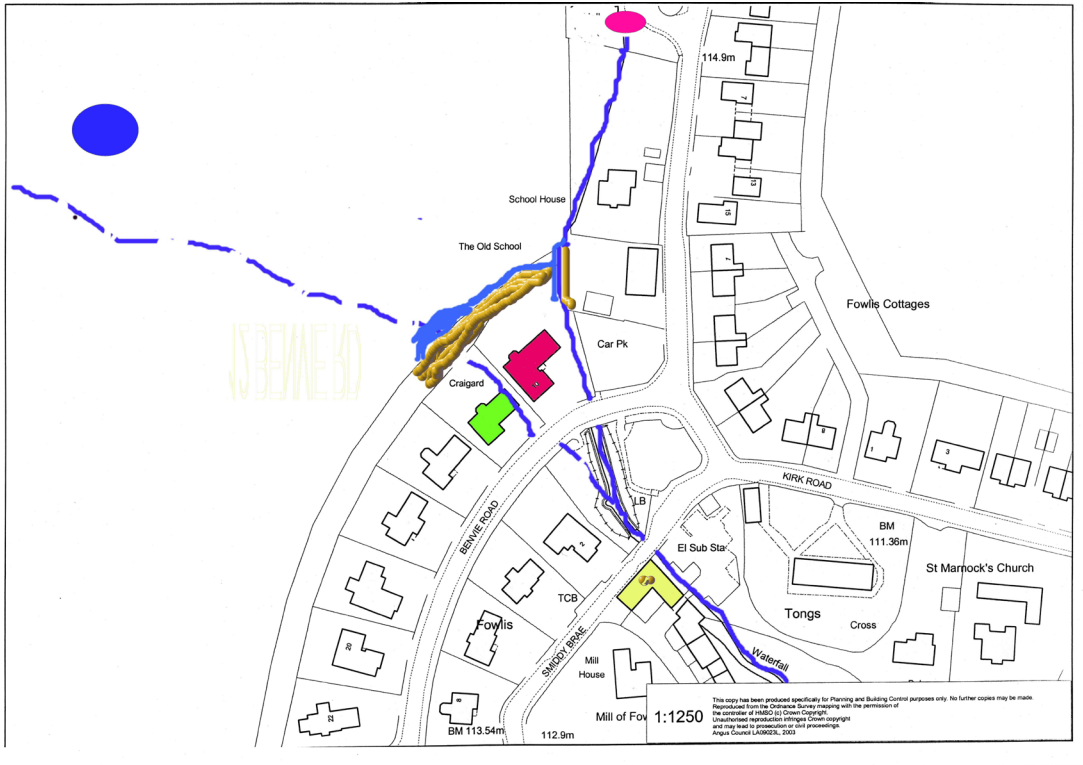 114.9m
7
13
15
School House
The Old School
7
Fowlis Cottages
Car Pk
Craigard
9
1
3
KIRK ROAD
LB
BENVIE ROAD
BM
111.36m
El Sub Sta
2
St Marnock's Church
TCB
Tongs
Cross
Fowlis
SMIDDY BRAE
20
Waterfall
Mill
House
8
22
BM 113.54m
112.9m
Mill of Fow
1:1250
This copy has been produced specifically for Planning and Building Control purposes only. No further copies may be made.
Reproduced from the Ordnance Survey mapping with the permission of
the controller of HMSO (c) Crown Copyright.
Unauthorised reproduction infringes Crown copyright
and may lead to prosecution or civil proceedings.
Angus Council LA09023L, 2003